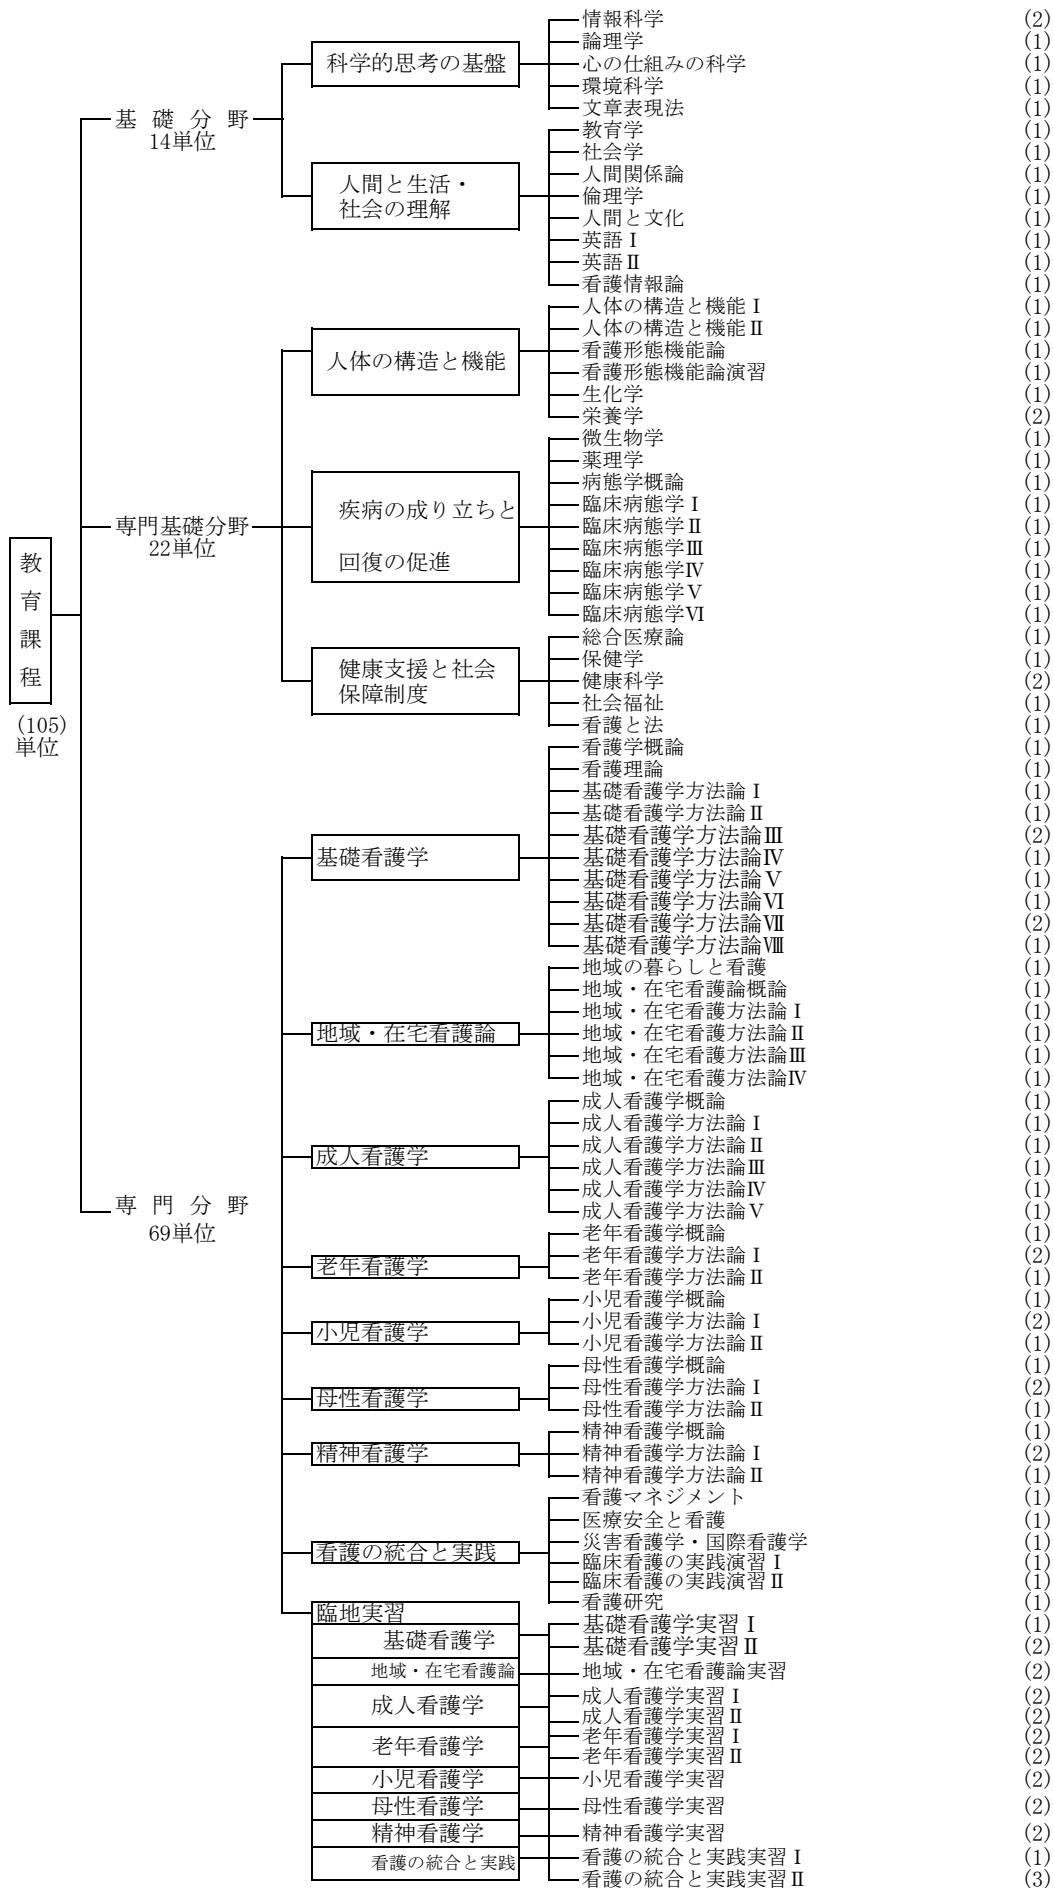 教育課程
(105)
単位
基礎分野
14単位
科学的思考の基盤
情報科学 (2)
論理学 (1)
心の仕組みの科学 (1)
環境科学 (1)
文章表現法 (1)
人間と生活・
社会の理解
教育学 (1)
社会学 (1)
人間関係論 (1)
倫理学 (1)
人間と文化 (1)
英語Ⅰ (1)
英語Ⅱ (1)
看護情報論 (1)
専門基礎分野
22単位
人体の構造と機能
人体の構造と機能Ⅰ (1)
人体の構造と機能Ⅱ (1)
看護形態機能論 (1)
看護形態機能論演習 (1)
生化学 (1)
栄養学 (2)
疾病の成り立ちと
回復の促進
微生物学 (1)
薬理学 (1)
病態学概論 (1)
臨床病態学Ⅰ (1)
臨床病態学Ⅱ (1)
臨床病態学Ⅲ (1)
臨床病態学Ⅳ (1)
臨床病態学Ⅴ (1)
臨床病態学Ⅵ (1)
健康支援と社会
保障制度
総合医療論 (1)
保健学 (1)
健康科学 (2)
社会福祉 (1)
看護と法 (1)
専門分野
69単位
基礎看護学
看護学概論 (1)
看護理論 (1)
基礎看護学方法論Ⅰ (1)
基礎看護学方法論Ⅱ (1)
基礎看護学方法論Ⅲ (2)
基礎看護学方法論Ⅳ (1)
基礎看護学方法論Ⅴ (1)
基礎看護学方法論Ⅵ (1)
基礎看護学方法論Ⅶ (2)
基礎看護学方法論Ⅷ (1)
地域・在宅看護論
地域の暮らしと看護 (1)
地域・在宅看護論概論 (1)
地域・在宅看護方法論Ⅰ (1)
地域・在宅看護方法論Ⅱ (1)
地域・在宅看護方法論Ⅲ (1)
地域・在宅看護方法論Ⅳ (1)
成人看護学
成人看護学概論 (1)
成人看護学方法論Ⅰ (1)
成人看護学方法論Ⅱ (1)
成人看護学方法論Ⅲ (1)
成人看護学方法論Ⅳ (1)
成人看護学方法論Ⅴ (1)
老年看護学
老年看護学概論 (1)
老年看護学方法論Ⅰ (2)
老年看護学方法論Ⅱ (1)
小児看護学
小児看護学概論 (1)
小児看護学方法論Ⅰ (2)
小児看護学方法論Ⅱ (1)
母性看護学
母性看護学概論 (1)
母性看護学方法論Ⅰ (2)
母性看護学方法論Ⅱ (1)
精神看護学
精神看護学概論 (1)
精神看護学方法論Ⅰ (2)
精神看護学方法論Ⅱ (1)
看護の統合と実践
看護マネジメント (1)
医療安全と看護 (1)
災害看護学・国際看護学 (1)
臨床看護の実践演習Ⅰ (1)
臨床看護の実践演習Ⅱ (1)
看護研究 (1)
臨地実習
基礎看護学
基礎看護学実習Ⅰ (1)
基礎看護学実習Ⅱ (2)
地域・在宅看護論
地域・在宅看護論実習 (2)
成人看護学
成人看護学実習Ⅰ (2)
成人看護学実習Ⅱ (2)
老年看護学
老年看護学実習Ⅰ (2)
老年看護学実習Ⅱ (2)
小児看護学
小児看護学実習 (2)
母性看護学
母性看護学実習 (2)
精神看護学
精神看護学実習 (2)
看護の統合と実践
看護の統合と実践実習Ⅰ (1)
看護の統合と実践実習Ⅱ (3)